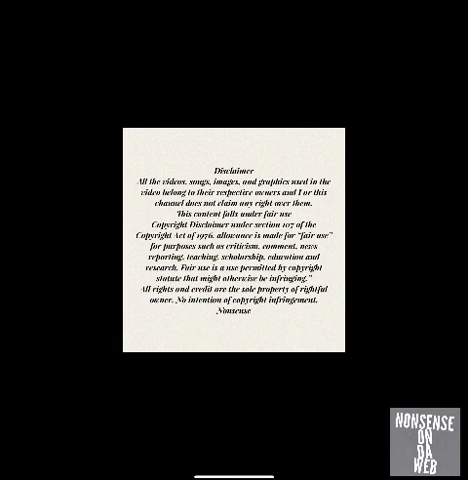 Disclaimer
All the videos, songs, images, and graphics used in the
video belong to their respective owners and I or this
channel does not claim any right over them.
This content falls under fair use
Copyright Disclaimer under section 107 of the
Copyright Act of 1976, allowance is made for "fair use"
for purposes such as criticism, comment, news
reporting, teaching, scholarship, education and
research. Fair use is a use permitted by copyright
statute that might otherwise be infringing."
All rights and credit are the sole property of rightful
owner. No intention of copyright infringement.
Nonsense
NONSENSE
ON
DA
WEB